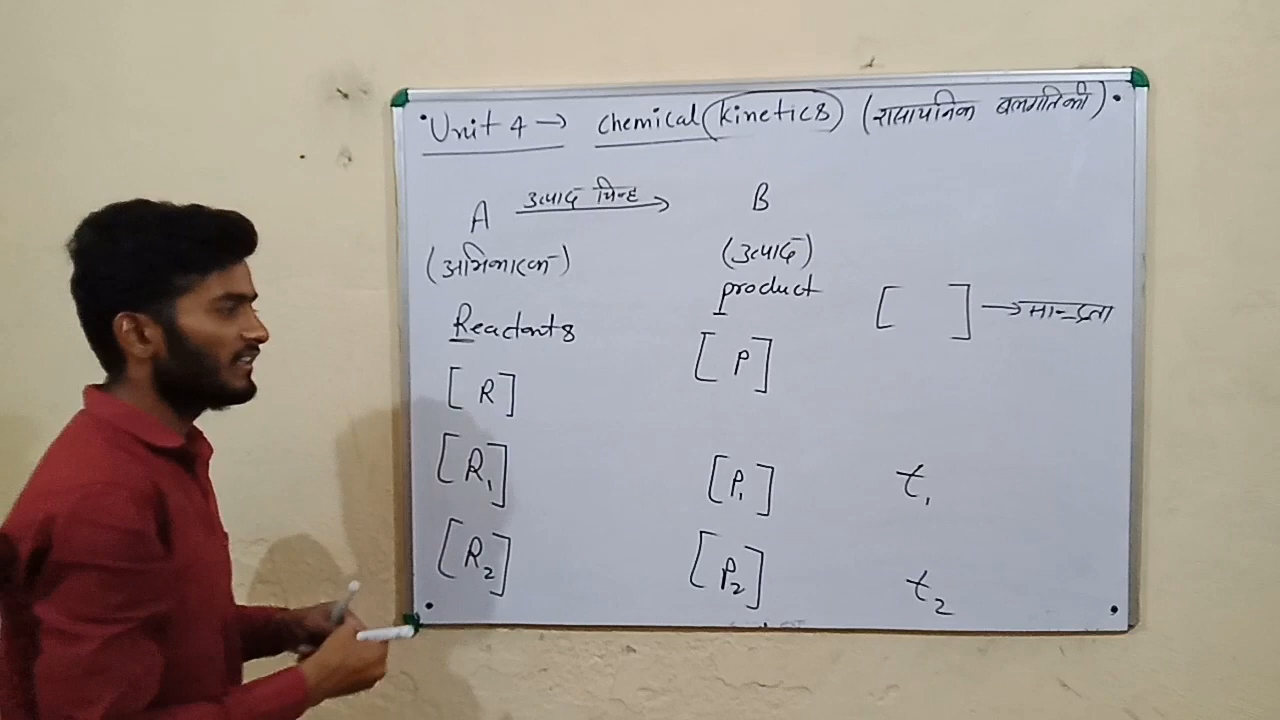 Unit 4 → Chemical (Kinetics) (रासायनिक बलगतिकी)
A उत्पाद चिन्ह → B
(अभिकारक) (उत्पाद)
Reactants product [ ] → सान्द्रता
[R] [P]
[R₁] [P₁] t₁
[R₂] [P₂] t₂